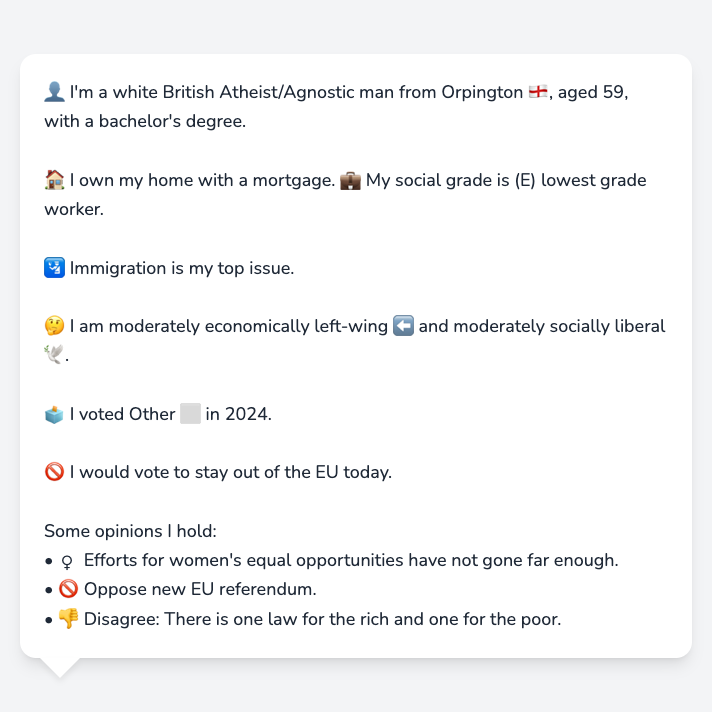 👤 I'm a white British Atheist/Agnostic man from Orpington 🏴󠁧󠁢󠁥󠁮󠁧󠁿, aged 59,
with a bachelor's degree.
🏠 I own my home with a mortgage. 💼 My social grade is (E) lowest grade
worker.
🛂 Immigration is my top issue.
🤔 I am moderately economically left-wing ⬅️ and moderately socially liberal
🕊️.
🗳️ I voted Other ⬜ in 2024.
🚫 I would vote to stay out of the EU today.
Some opinions I hold:
• ♀️ Efforts for women's equal opportunities have not gone far enough.
• 🚫 Oppose new EU referendum.
• 👎 Disagree: There is one law for the rich and one for the poor.